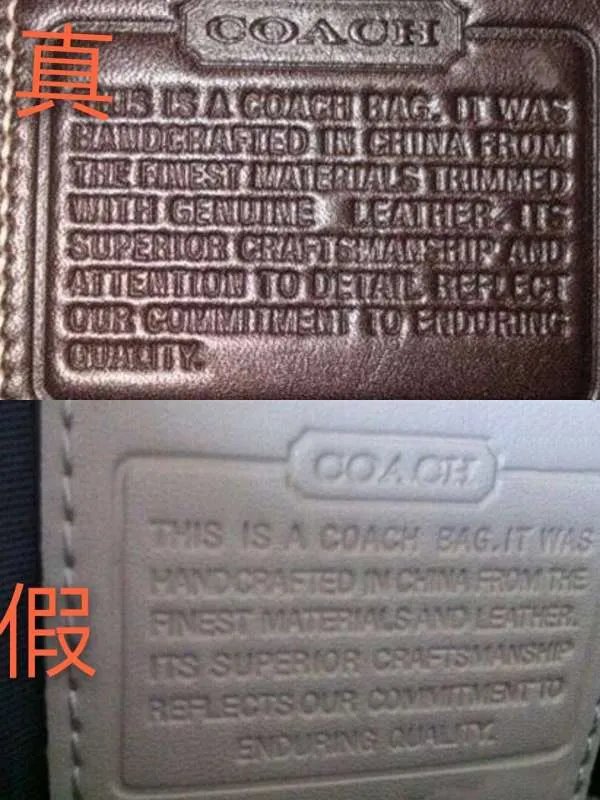 COACH
真
THIS IS A COACH BAG. IT WAS
HANDCRAFTED IN CHINA FROM
THE FINEST MATERIALS TRIMMED
WITH GENUINE LEATHER. ITS
SUPERIOR CRAFTSMANSHIP AND
ATTENTION TO DETAIL REFLECT
OUR COMMITMENT TO ENDURING
QUALITY.
COACH
THIS IS A COACH BAG.IT WAS
HANDCRAFTED IN CHINA FROM THE
假
FINEST MATERIALS AND LEATHER.
ITS SUPERIOR CRAFTSMANSHIP
REFLECTS OUR COMMITMENT TO
ENDURING QUALITY.